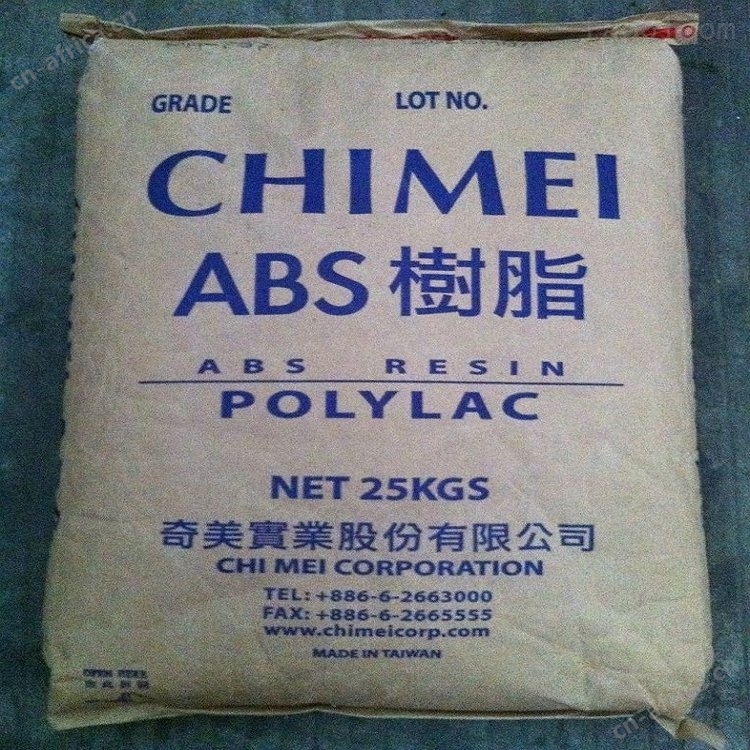 GRADE LOT NO.
CHIMEI
ABS 樹脂
ABS RESIN
POLYLAC
NET 25KGS
奇美實業股份有限公司
CHI MEI CORPORATION
TEL: +886-6-2663000
FAX: +886-6-2665555
www.chimeicorp.com
MADE IN TAIWAN
OPEN HERE